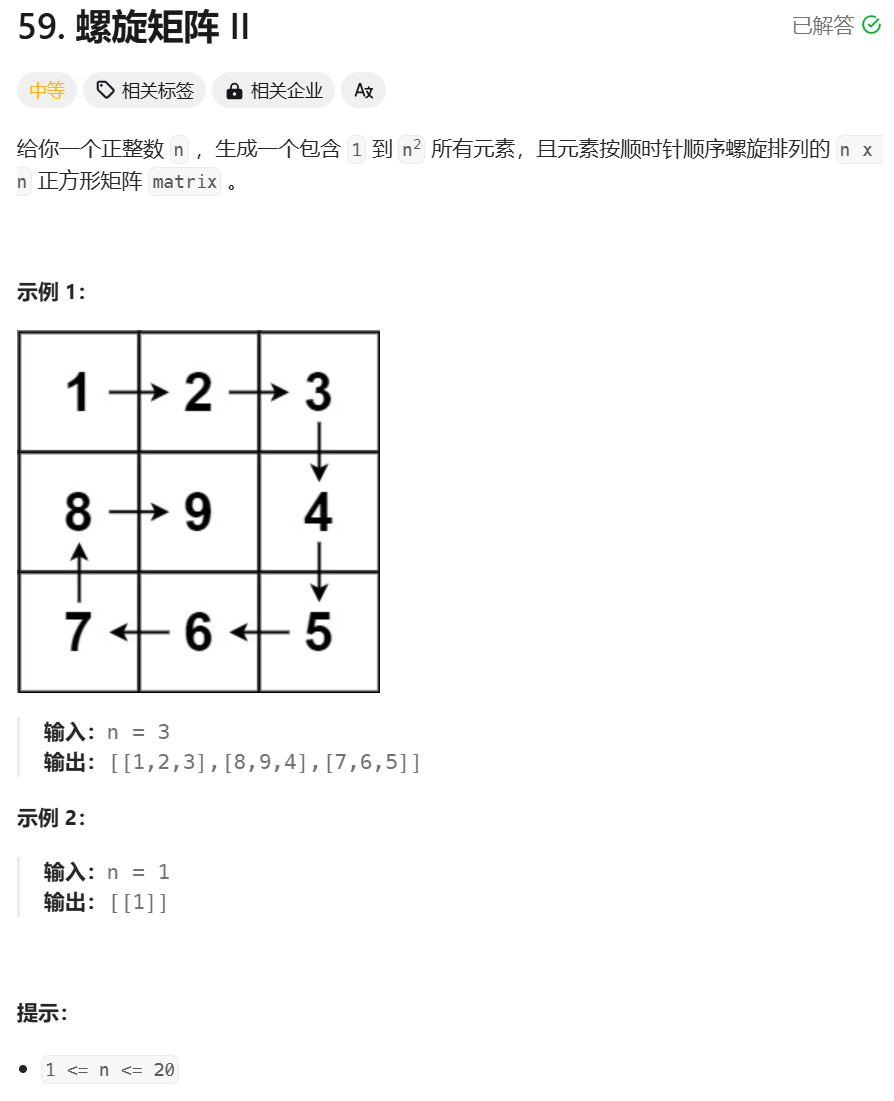 59. 螺旋矩阵 II
已解答
中等 相关标签 相关企业 A文
给你一个正整数 n ，生成一个包含 1 到 n² 所有元素，且元素按顺时针顺序螺旋排列的 n x
n 正方形矩阵 matrix 。
示例 1：
1 2 3
8 9 4
7 6 5
输入：n = 3
输出：[[1,2,3],[8,9,4],[7,6,5]]
示例 2：
输入：n = 1
输出：[[1]]
提示：
1 <= n <= 20